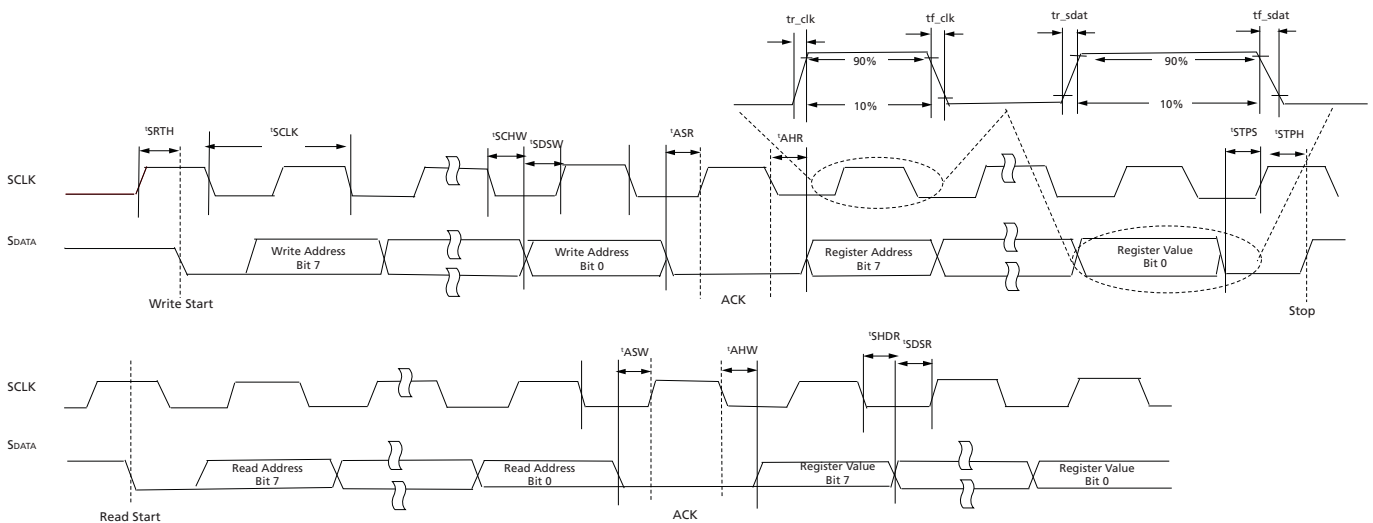 tr_clk tf_clk tr_sdat tf_sdat
90% 90%
10% 10%
tSRTH tSCLK tSCHW tSDSW tASR tAHR tSTPS tSTPH
SCLK
SDATA
Write Address Bit 7
Write Address Bit 0
Register Address Bit 7
Register Value Bit 0
Write Start ACK Stop
tASW tAHW tSHDR tSDSR
SCLK
SDATA
Read Address Bit 7
Read Address Bit 0
Register Value Bit 7
Register Value Bit 0
Read Start ACK